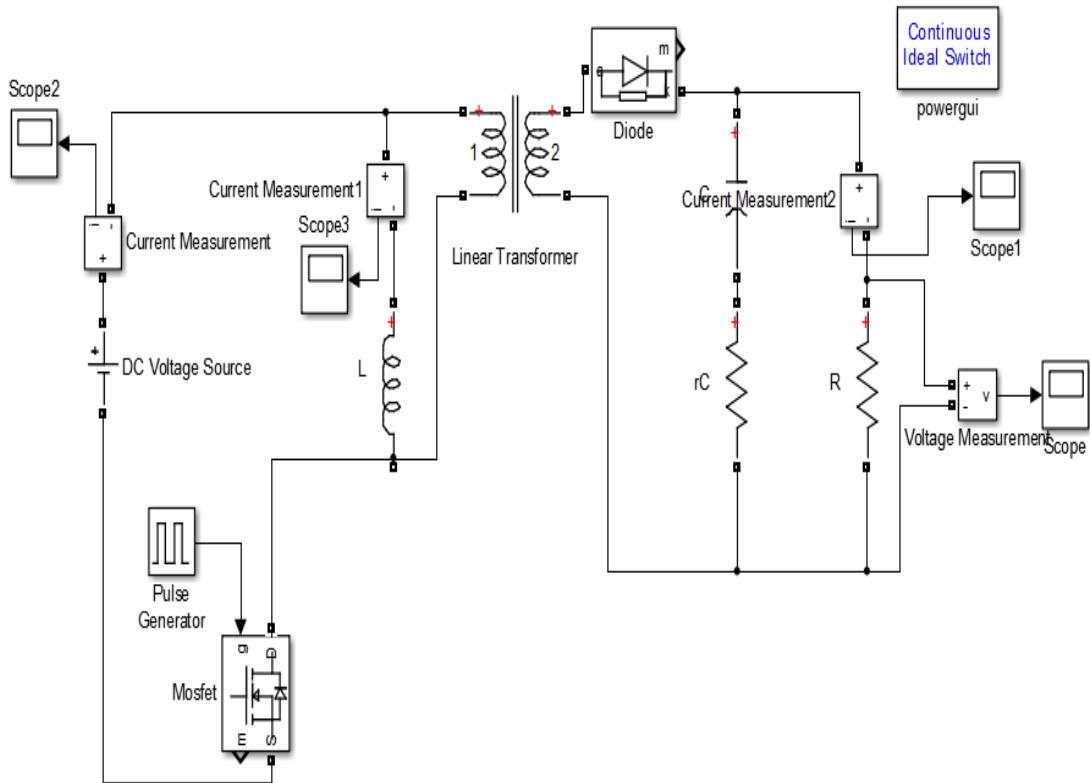 Continuous
Ideal Switch
powergui
Scope2
m
a
k
Diode
+
+
1
2
Linear Transformer
Current Measurement1
+
i
-
Scope3
i
-
+
Current Measurement
+
C
Current Measurement2
+
i
-
Scope1
+
DC Voltage Source
+
L
+
rC
+
R
+
-
v
Voltage Measurement
Scope
Pulse
Generator
g
D
Mosfet
m
S